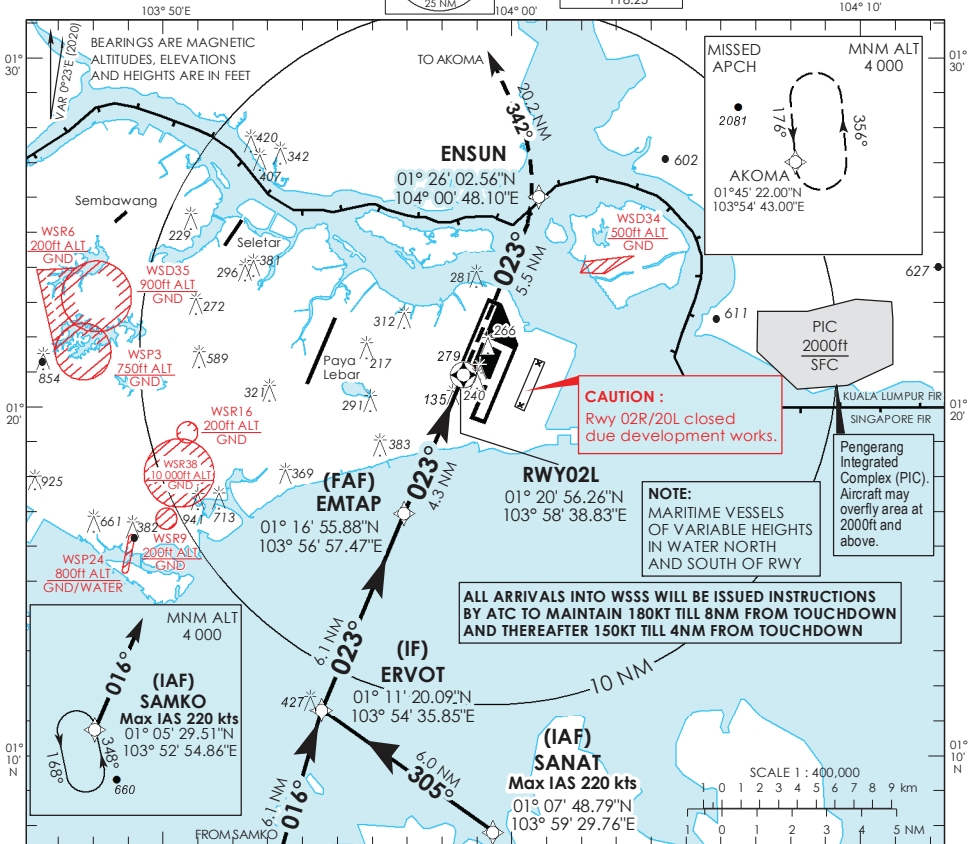 25 NM
118.25
103° 50'E
104° 00'
104° 10'
01°
30'
VAR 0°23'E (2020)
BEARINGS ARE MAGNETIC
ALTITUDES, ELEVATIONS
AND HEIGHTS ARE IN FEET
TO AKOMA
20.2 NM
342°
ENSUN
01° 26' 02.56"N
104° 00' 48.10"E
MISSED
APCH
MNM ALT
4 000
2081
176°
356°
AKOMA
01°45' 22.00"N
103°54' 43.00"E
01°
30'
420
342
407
602
Sembawang
229
Seletar
381
296
272
WSR6
200ft ALT
GND
WSD35
900ft ALT
GND
WSP3
750ft ALT
GND
854
589
WSD34
500ft ALT
GND
627
611
281
023°
5.5 NM
312
266
279
217
Paya
Lebar
321
291
135
240
PIC
2000ft
SFC
CAUTION :
Rwy 02R/20L closed
due development works.
KUALA LUMPUR FIR
SINGAPORE FIR
01°
20'
01°
20'
WSR16
200ft ALT
GND
WSR38
10 000ft ALT
GND
925
383
369
941
713
661
382
WSR9
200ft ALT
GND
WSP24
800ft ALT
GND/WATER
023°
4.3 NM
(FAF)
EMTAP
01° 16' 55.88"N
103° 56' 57.47"E
RWY02L
01° 20' 56.26"N
103° 58' 38.83"E
NOTE:
MARITIME VESSELS
OF VARIABLE HEIGHTS
IN WATER NORTH
AND SOUTH OF RWY
Pengerang
Integrated
Complex (PIC).
Aircraft may
overfly area at
2000ft and
above.
ALL ARRIVALS INTO WSSS WILL BE ISSUED INSTRUCTIONS
BY ATC TO MAINTAIN 180KT TILL 8NM FROM TOUCHDOWN
AND THEREAFTER 150KT TILL 4NM FROM TOUCHDOWN
MNM ALT
4 000
016°
(IAF)
SAMKO
Max IAS 220 kts
01° 05' 29.51"N
103° 52' 54.86"E
168°
348°
660
6.1 NM
023°
(IF)
ERVOT
01° 11' 20.09"N
103° 54' 35.85"E
427
10 NM
6.0 NM
305°
(IAF)
SANAT
Max IAS 220 kts
01° 07' 48.79"N
103° 59' 29.76"E
6.1 NM
016°
FROM SAMKO
01°
10'
N
01°
10'
N
SCALE 1 : 400,000
1 0 1 2 3 4 5 6 7 8 9 km
1 0 1 2 3 4 5 NM